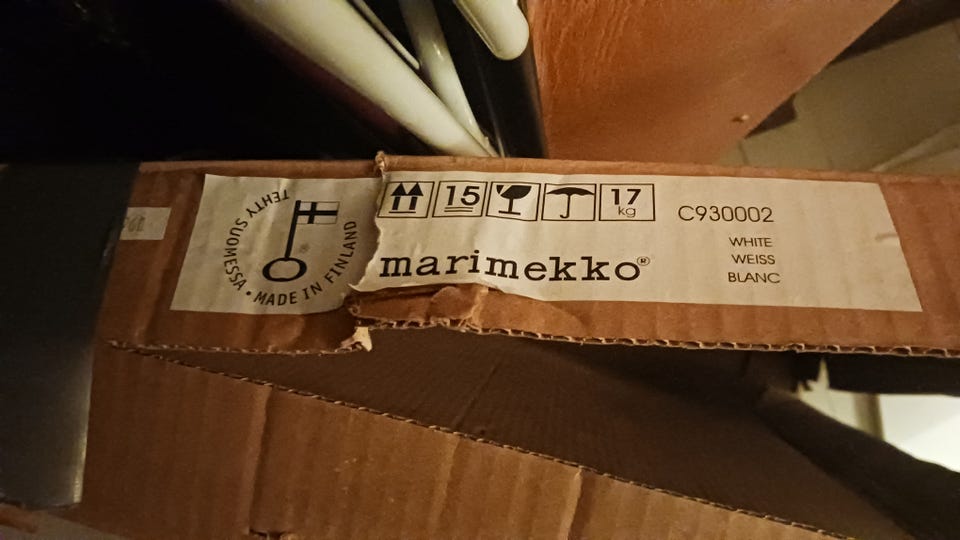 TEHTY SUOMESSA • MADE IN FINLAND
®
15
17
kg
marimekko®
C930002
WHITE
WEISS
BLANC